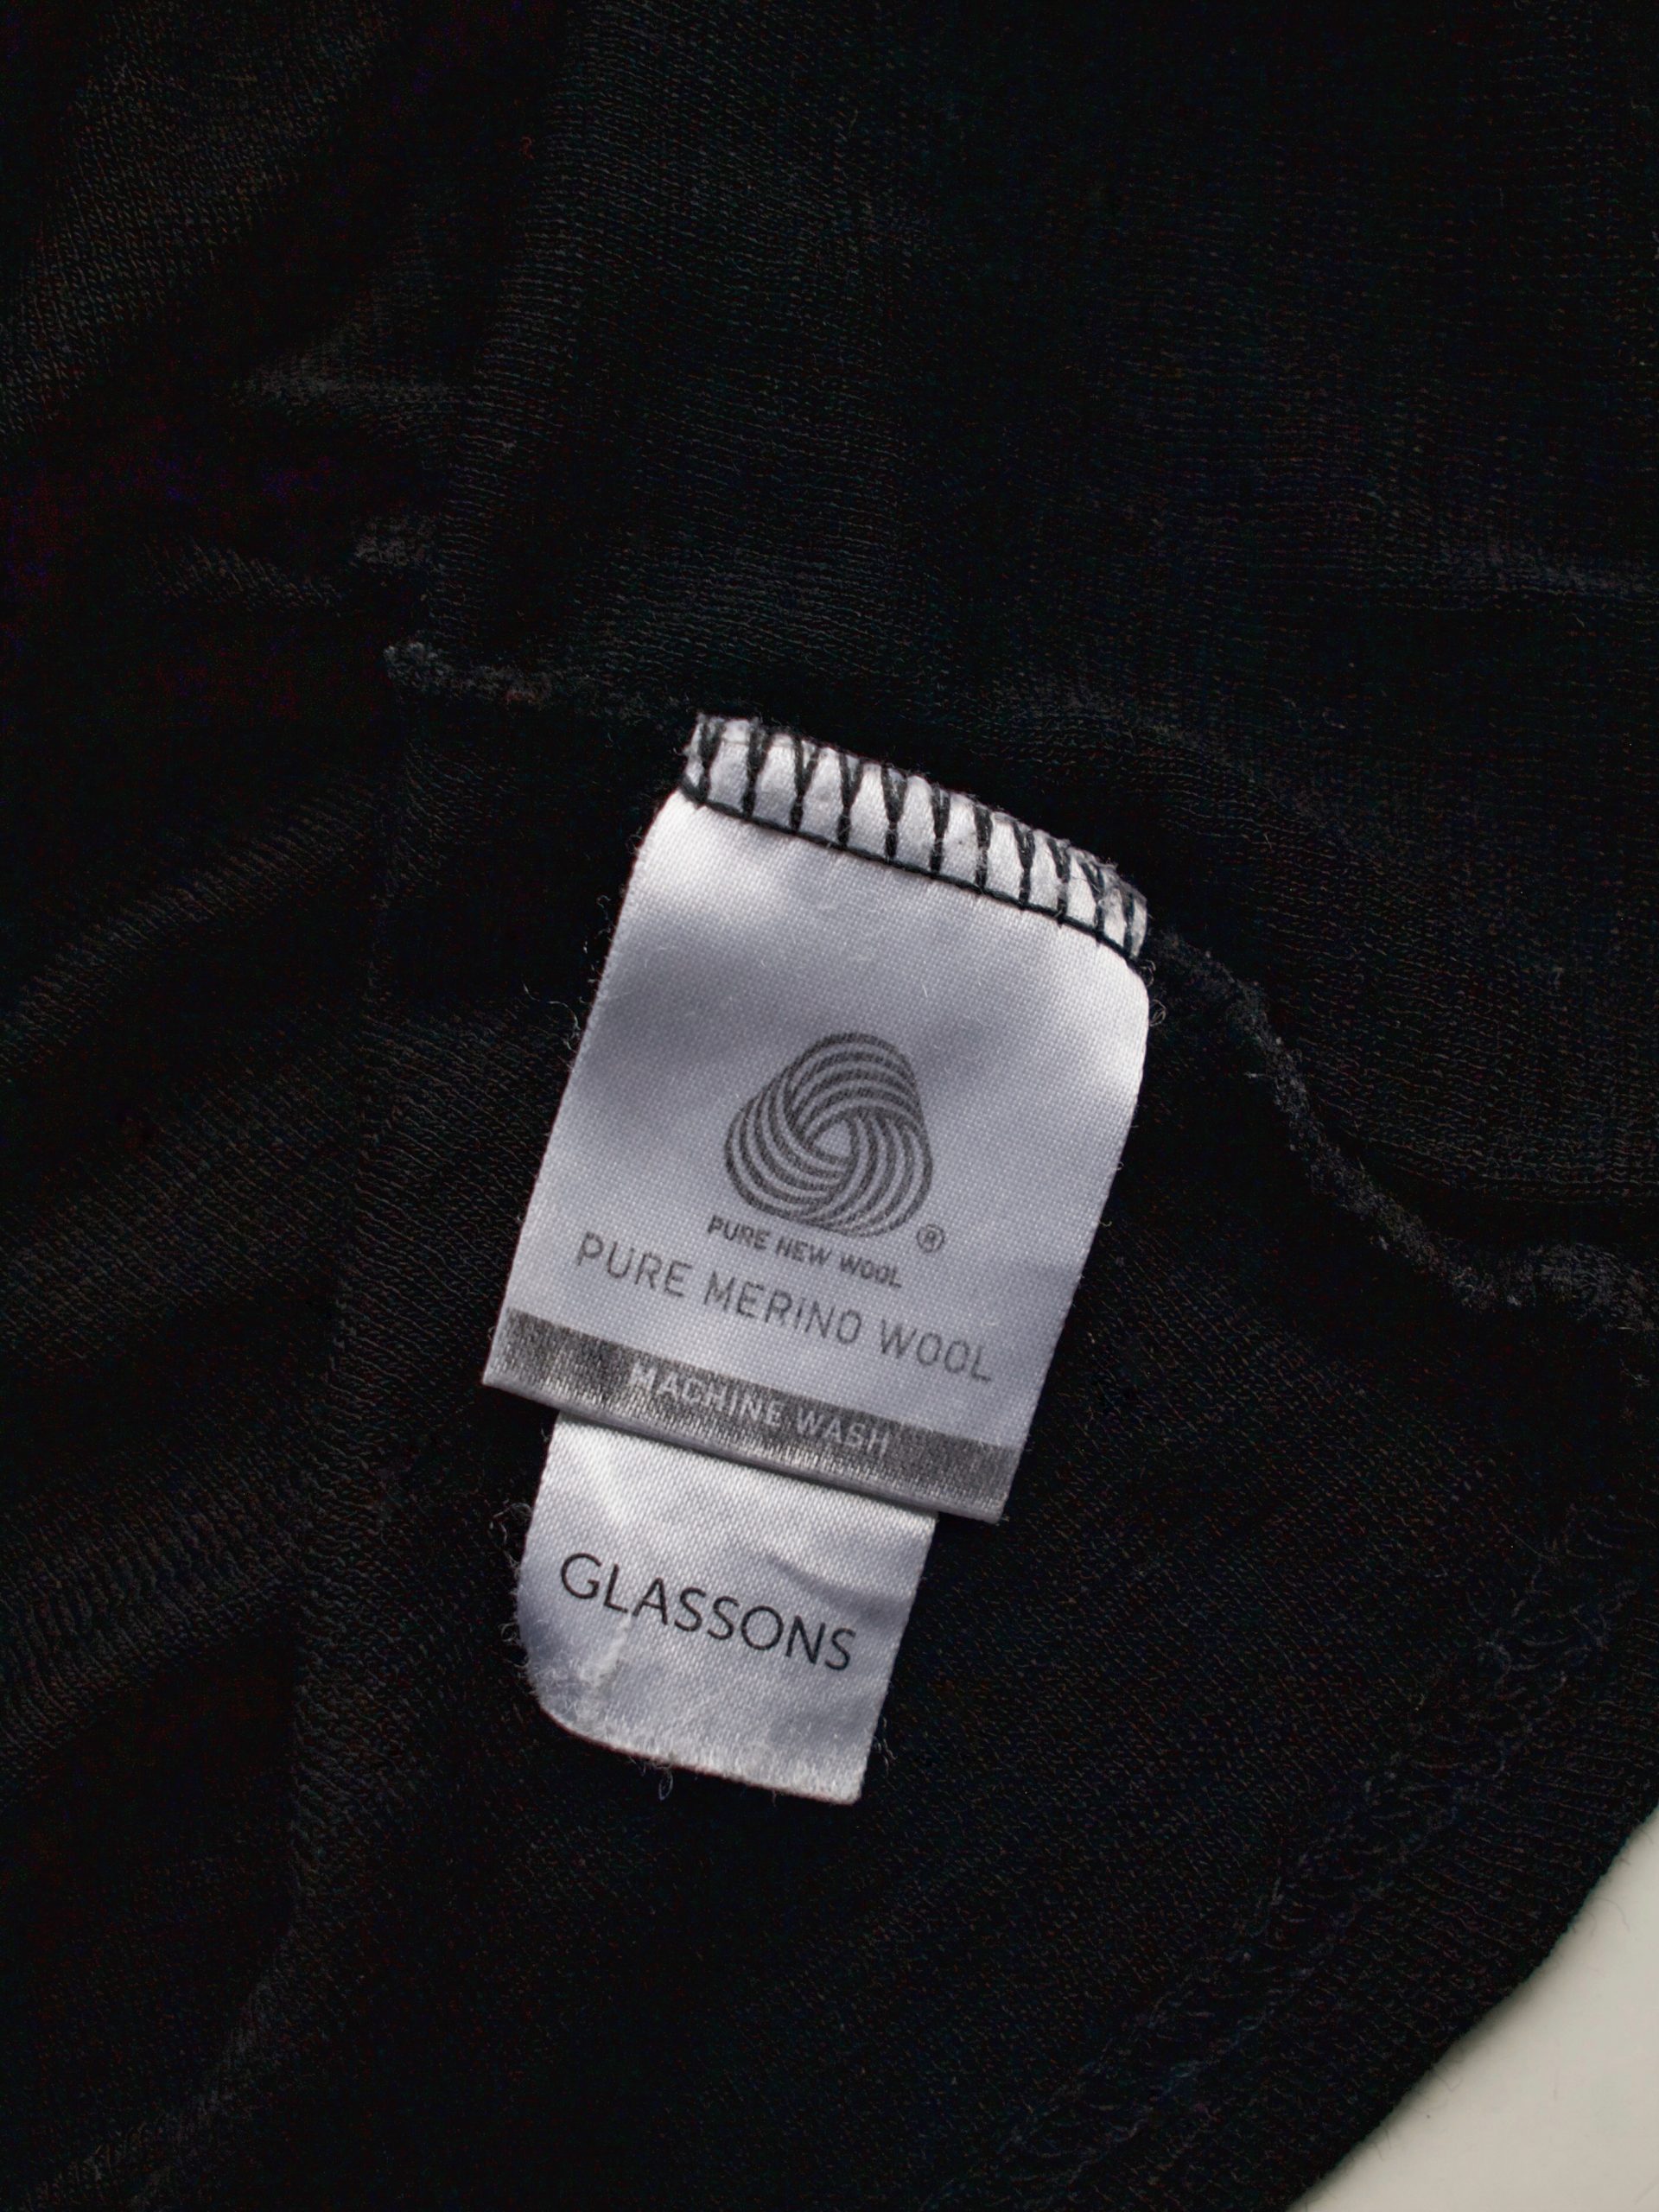 ®
PURE NEW WOOL
PURE MERINO WOOL
MACHINE WASH
GLASSONS